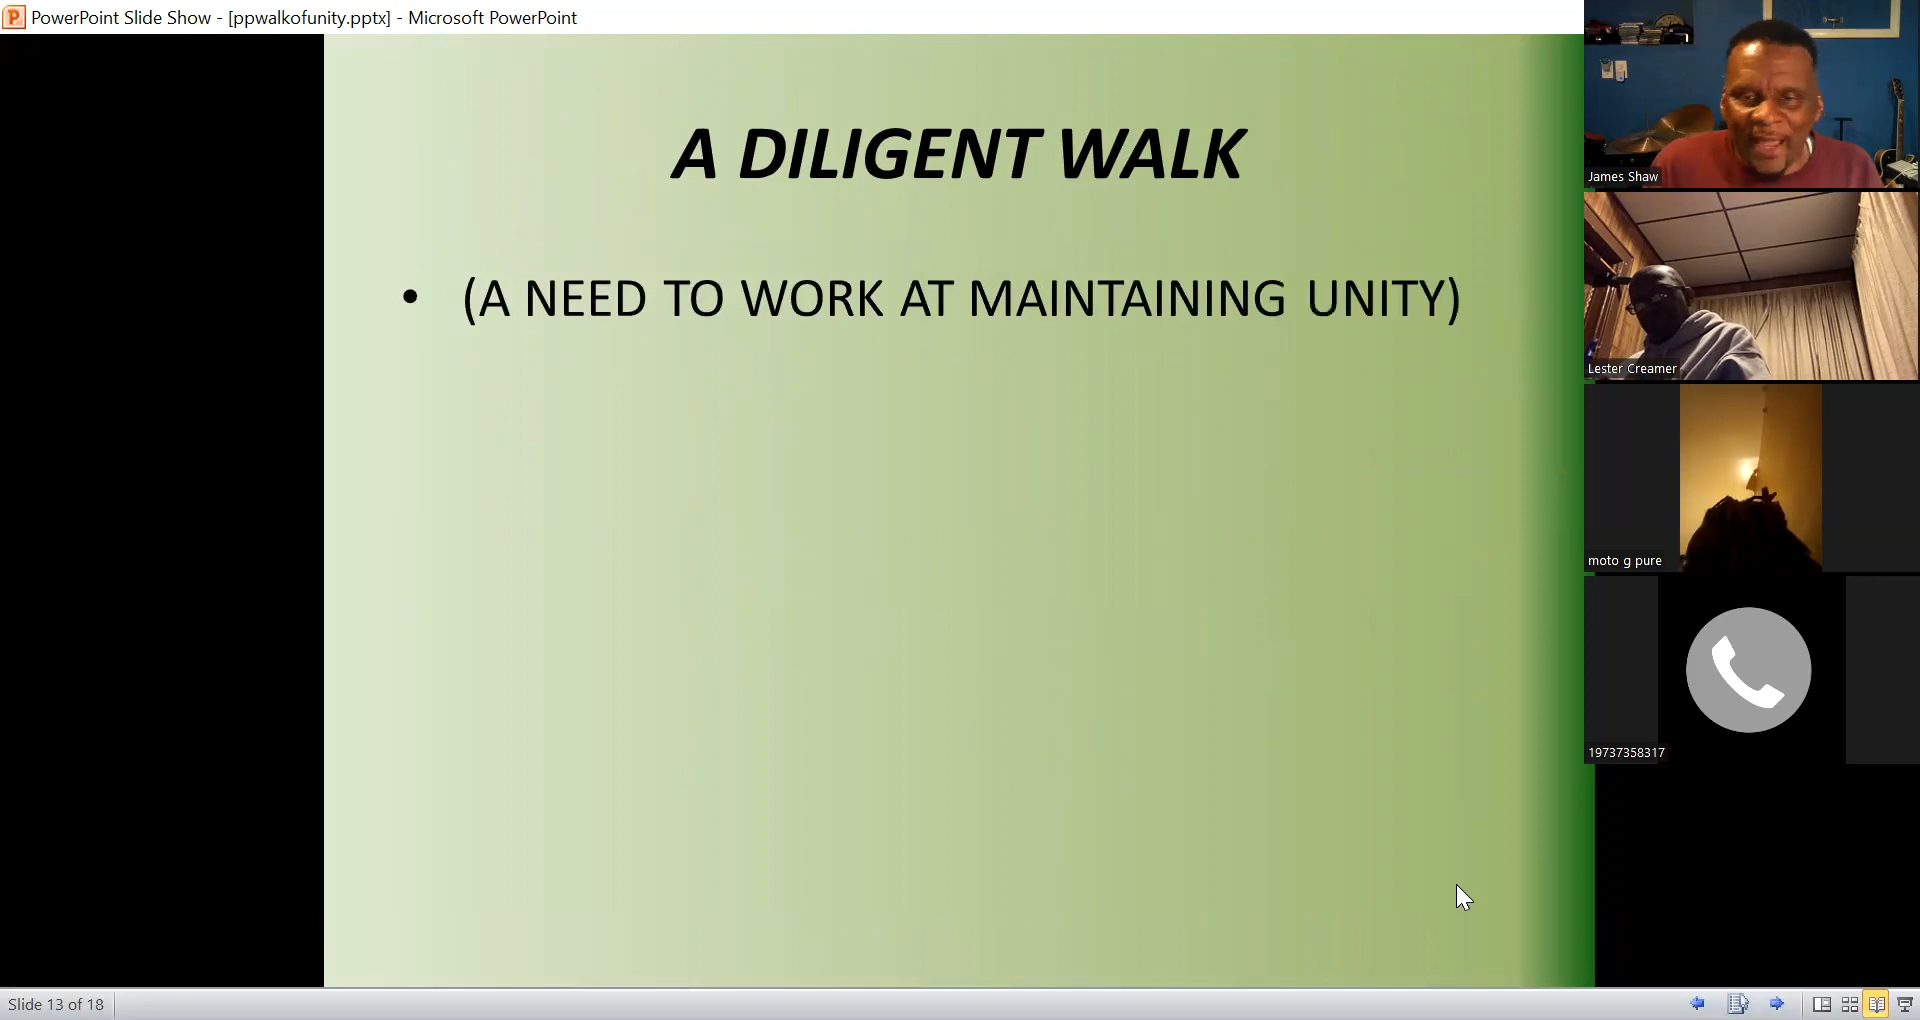 PowerPoint Slide Show - [ppwalkofunity.pptx] - Microsoft PowerPoint
A DILIGENT WALK
• (A NEED TO WORK AT MAINTAINING UNITY)
James Shaw
Lester Creamer
moto g pure
19737358317
Slide 13 of 18